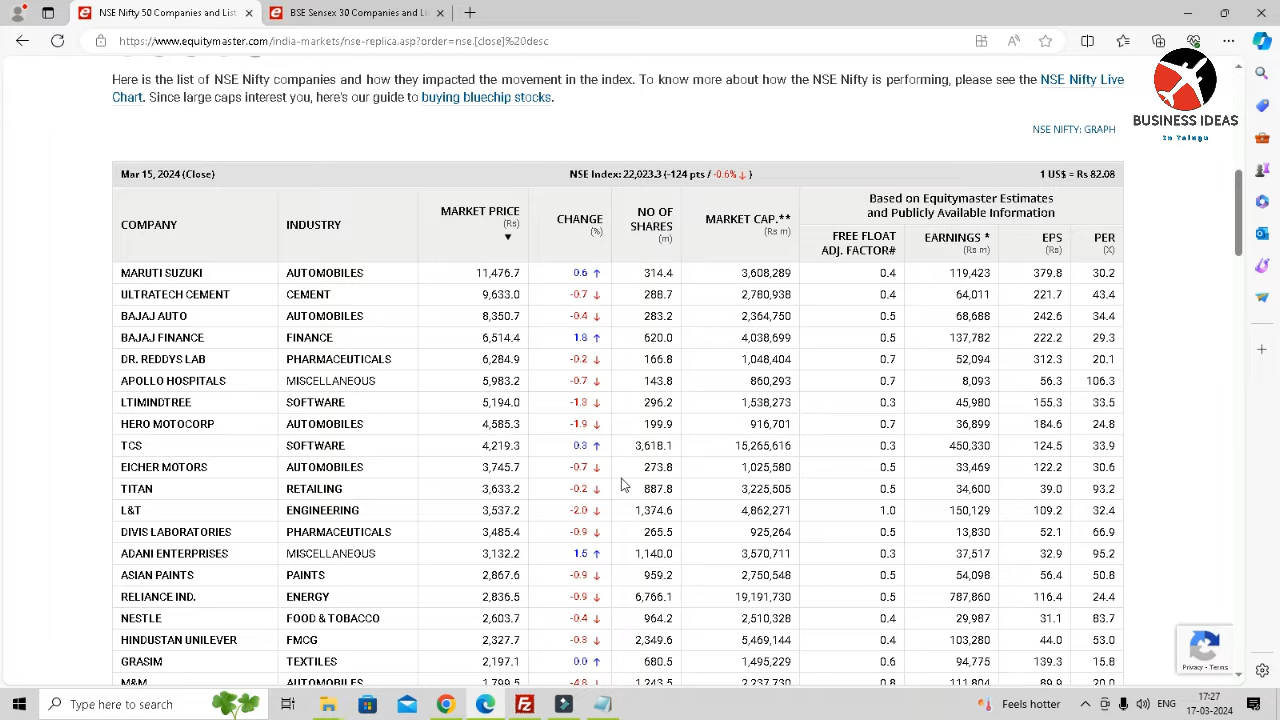 NSE Nifty 50 Companies and List
BSE Sensex 30 Companies and Li
https://www.equitymaster.com/india-markets/nse-replica.asp?order=nse.[close]%20desc
Here is the list of NSE Nifty companies and how they impacted the movement in the index. To know more about how the NSE Nifty is performing, please see the NSE Nifty Live
Chart. Since large caps interest you, here's our guide to buying bluechip stocks.
BUSINESS IDEAS
In Telugu
NSE NIFTY: GRAPH
Mar 15, 2024 (Close) NSE Index: 22,023.3 (-124 pts / -0.6% ↓ ) 1 US$ = Rs 82.08
Based on Equitymaster Estimates
and Publicly Available Information
COMPANY INDUSTRY MARKET PRICE (Rs) ▼ CHANGE (%) NO OF SHARES (m) MARKET CAP.** (Rs m) FREE FLOAT ADJ. FACTOR# EARNINGS * (Rs m) EPS (Rs) PER (X)
MARUTI SUZUKI AUTOMOBILES 11,476.7 0.6 ↑ 314.4 3,608,289 0.4 119,423 379.8 30.2
ULTRATECH CEMENT CEMENT 9,633.0 -0.7 ↓ 288.7 2,780,938 0.4 64,011 221.7 43.4
BAJAJ AUTO AUTOMOBILES 8,350.7 -0.4 ↓ 283.2 2,364,750 0.5 68,688 242.6 34.4
BAJAJ FINANCE FINANCE 6,514.4 1.8 ↑ 620.0 4,038,699 0.5 137,782 222.2 29.3
DR. REDDYS LAB PHARMACEUTICALS 6,284.9 -0.2 ↓ 166.8 1,048,404 0.7 52,094 312.3 20.1
APOLLO HOSPITALS MISCELLANEOUS 5,983.2 -0.7 ↓ 143.8 860,293 0.7 8,093 56.3 106.3
LTIMINDTREE SOFTWARE 5,194.0 -1.3 ↓ 296.2 1,538,273 0.3 45,980 155.3 33.5
HERO MOTOCORP AUTOMOBILES 4,585.3 -1.9 ↓ 199.9 916,701 0.7 36,899 184.6 24.8
TCS SOFTWARE 4,219.3 0.3 ↑ 3,618.1 15,265,616 0.3 450,330 124.5 33.9
EICHER MOTORS AUTOMOBILES 3,745.7 -0.7 ↓ 273.8 1,025,580 0.5 33,469 122.2 30.6
TITAN RETAILING 3,633.2 -0.2 ↓ 887.8 3,225,505 0.5 34,600 39.0 93.2
L&T ENGINEERING 3,537.2 -2.0 ↓ 1,374.6 4,862,271 1.0 150,129 109.2 32.4
DIVIS LABORATORIES PHARMACEUTICALS 3,485.4 -0.9 ↓ 265.5 925,264 0.5 13,830 52.1 66.9
ADANI ENTERPRISES MISCELLANEOUS 3,132.2 1.5 ↑ 1,140.0 3,570,711 0.3 37,517 32.9 95.2
ASIAN PAINTS PAINTS 2,867.6 -0.9 ↓ 959.2 2,750,548 0.5 54,098 56.4 50.8
RELIANCE IND. ENERGY 2,836.5 -0.9 ↓ 6,766.1 19,191,730 0.5 787,860 116.4 24.4
NESTLE FOOD & TOBACCO 2,603.7 -0.4 ↓ 964.2 2,510,328 0.4 29,987 31.1 83.7
HINDUSTAN UNILEVER FMCG 2,327.7 -0.3 ↓ 2,349.6 5,469,144 0.4 103,280 44.0 53.0
GRASIM TEXTILES 2,197.1 0.0 ↑ 680.5 1,495,229 0.6 94,775 139.3 15.8
M&M AUTOMOBILES 1,799.5 -4.8 ↓ 1,243.5 2,237,730 0.8 111,804 89.9 20.0
Privacy - Terms
Type here to search
Feels hotter
ENG
17:27
17-03-2024